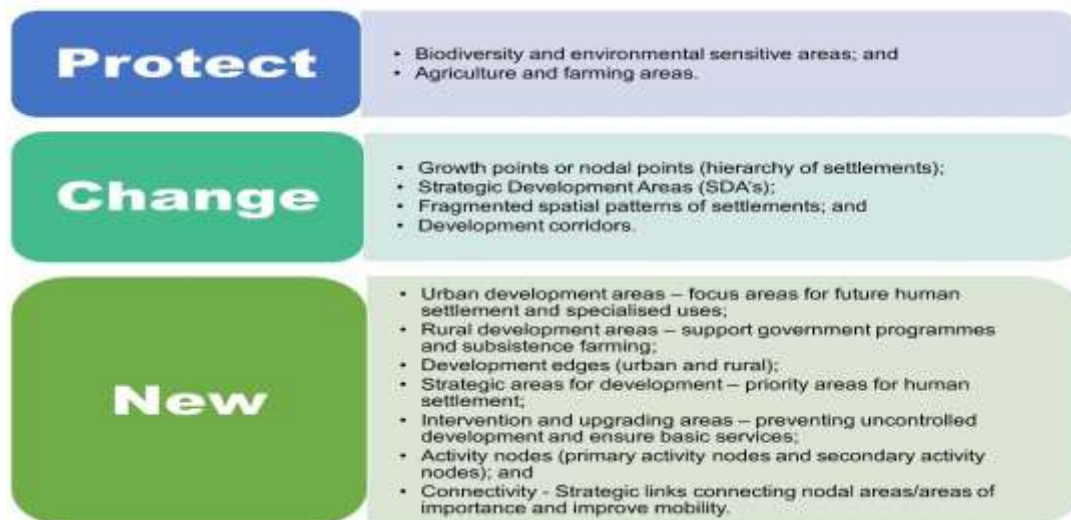 Protect
• Biodiversity and environmental sensitive areas; and
• Agriculture and farming areas.
Change
• Growth points or nodal points (hierarchy of settlements);
• Strategic Development Areas (SDA's);
• Fragmented spatial patterns of settlements; and
• Development corridors.
New
• Urban development areas – focus areas for future human
settlement and specialised uses;
• Rural development areas – support government programmes
and subsistence farming;
• Development edges (urban and rural);
• Strategic areas for development – priority areas for human
settlement;
• Intervention and upgrading areas – preventing uncontrolled
development and ensure basic services;
• Activity nodes (primary activity nodes and secondary activity
nodes); and
• Connectivity - Strategic links connecting nodal areas/areas of
importance and improve mobility.